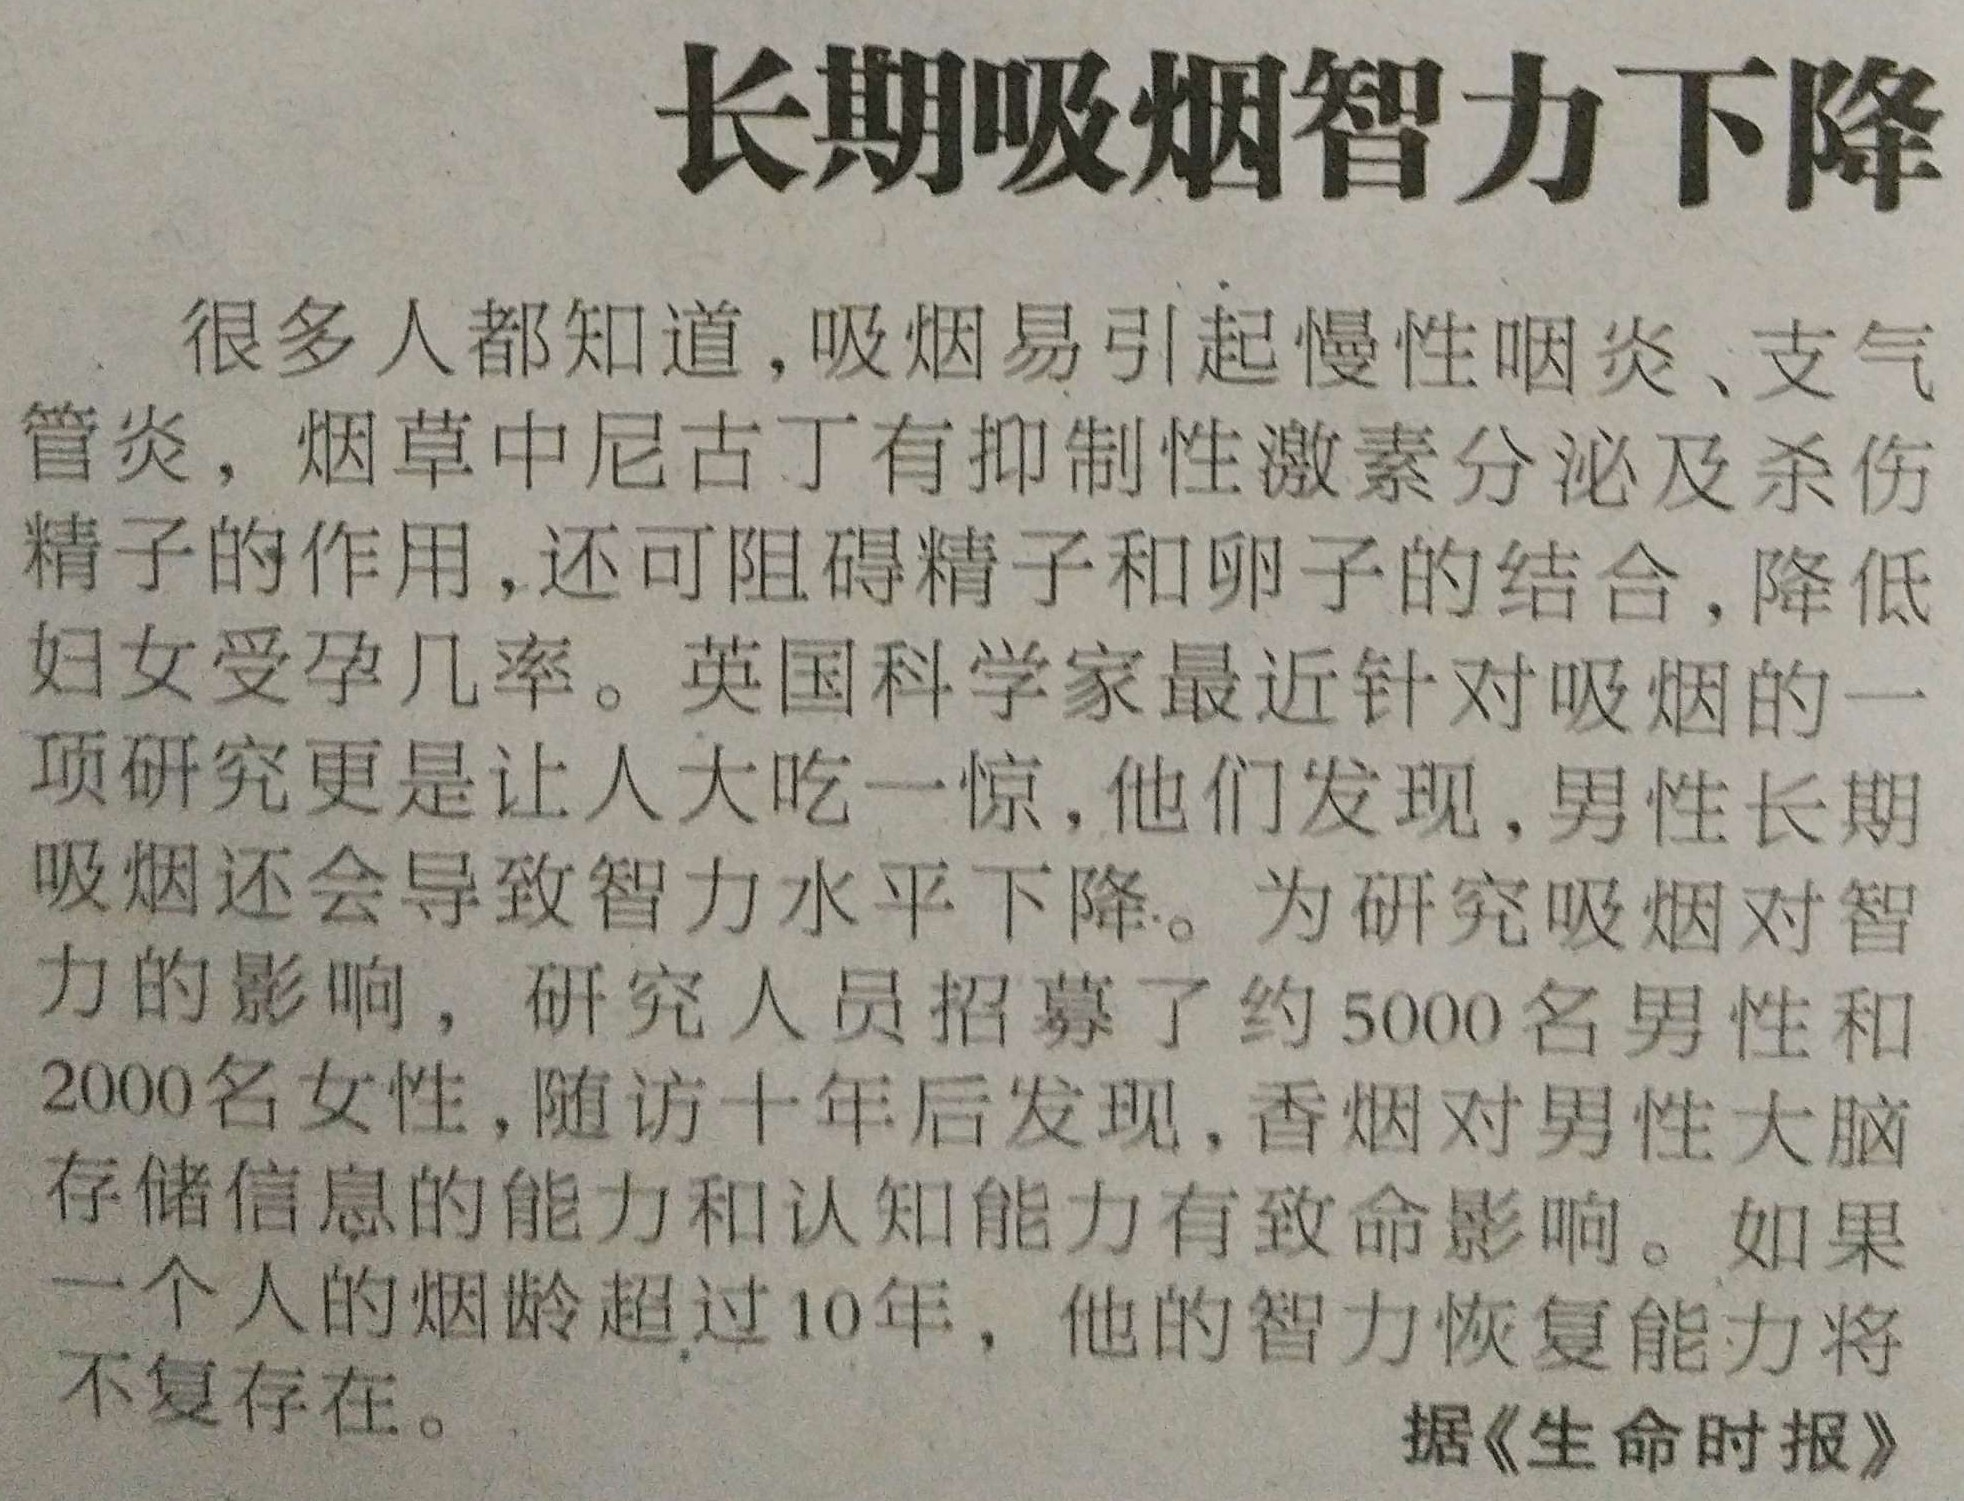 长期吸烟智力下降
很多人都知道,吸烟易引起慢性咽炎、支气
管炎，烟草中尼古丁有抑制性激素分泌及杀伤
精子的作用,还可阻碍精子和卵子的结合,降低
妇女受孕几率。英国科学家最近针对吸烟的一
项研究更是让人大吃一惊,他们发现,男性长期
吸烟还会导致智力水平下降。为研究吸烟对智
力的影响，研究人员招募了约5000名男性和
2000名女性,随访十年后发现,香烟对男性大脑
存储信息的能力和认知能力有致命影响。如果
一个人的烟龄超过10年，他的智力恢复能力将
不复存在。
据《生命时报》